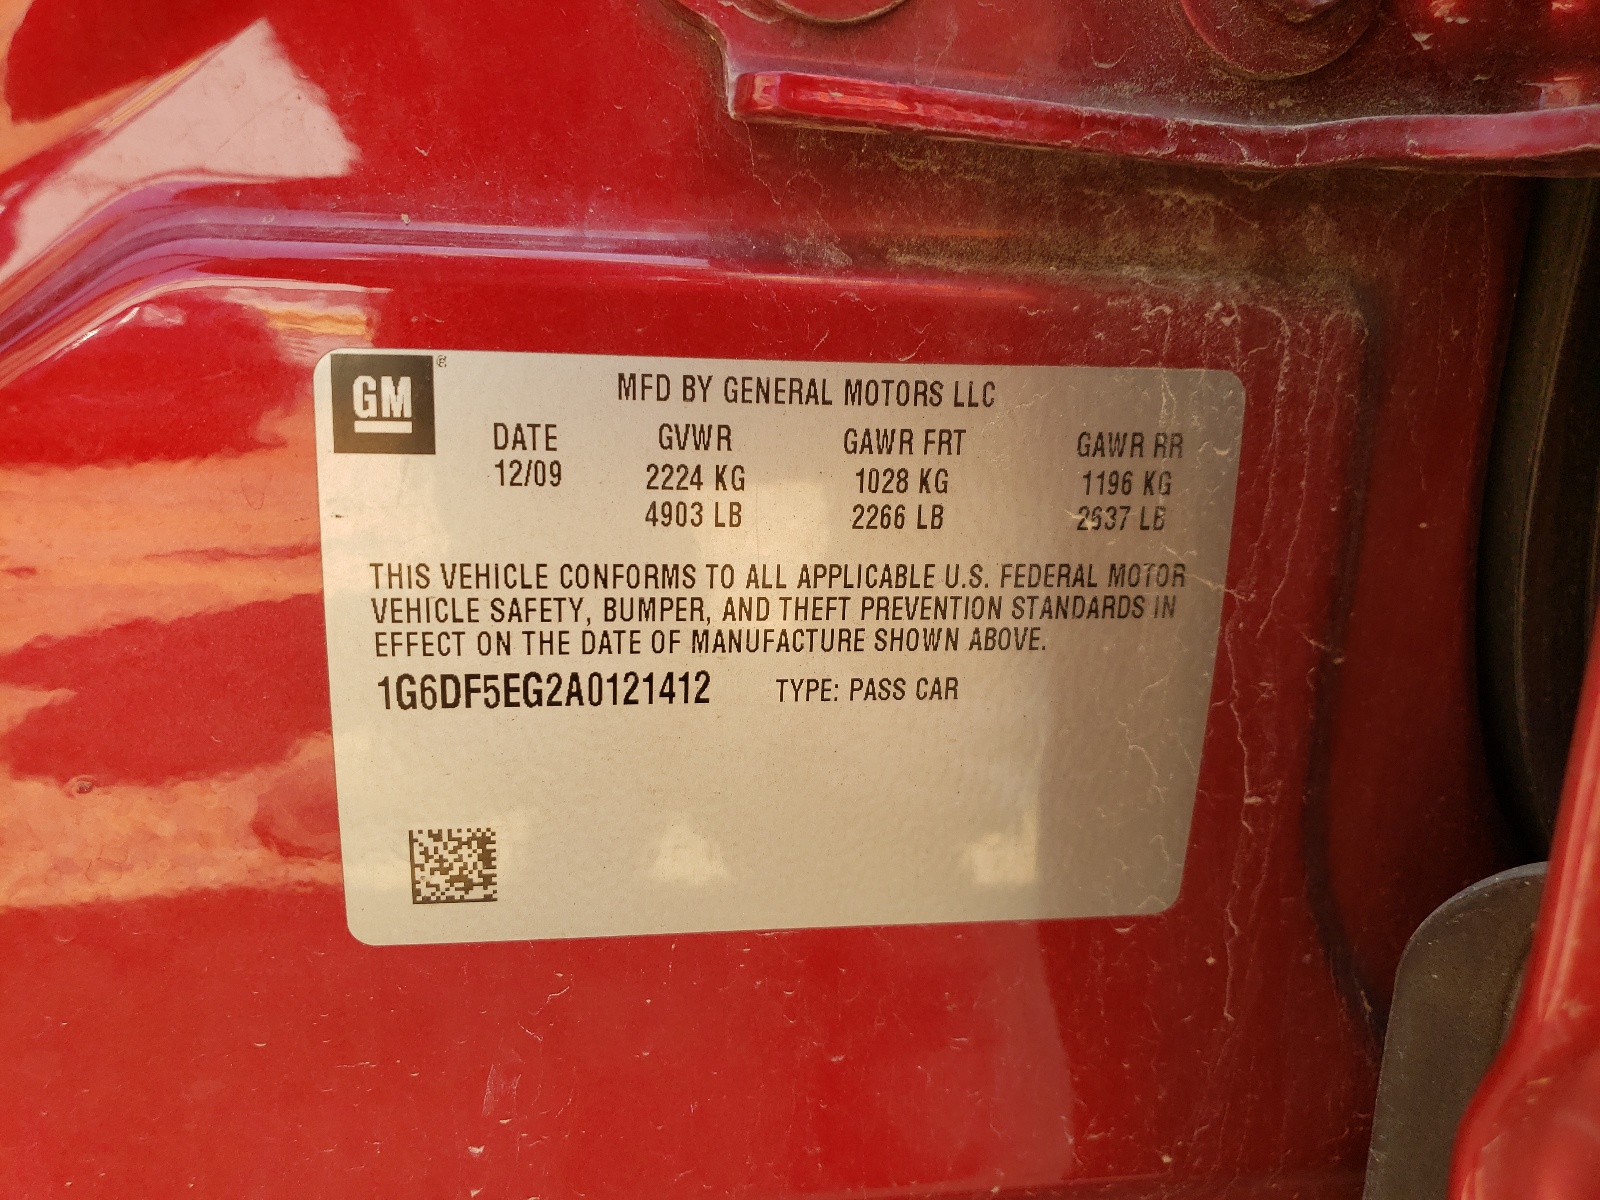 GM®
MFD BY GENERAL MOTORS LLC
DATE GVWR GAWR FRT GAWR RR
12/09 2224 KG 1028 KG 1196 KG
4903 LB 2266 LB 2637 LB
THIS VEHICLE CONFORMS TO ALL APPLICABLE U.S. FEDERAL MOTOR
VEHICLE SAFETY, BUMPER, AND THEFT PREVENTION STANDARDS IN
EFFECT ON THE DATE OF MANUFACTURE SHOWN ABOVE.
1G6DF5EG2A0121412 TYPE: PASS CAR